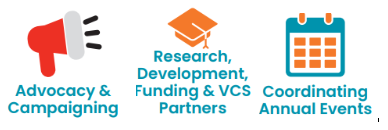 Advocacy &
Campaigning
Research,
Development,
Funding & VCS
Partners
Coordinating
Annual Events